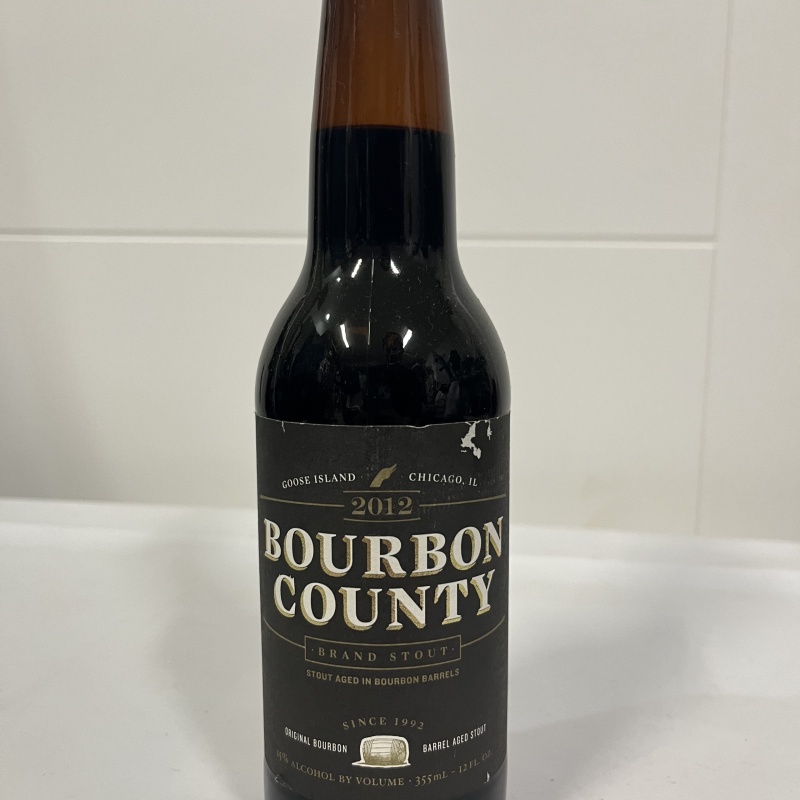 GOOSE ISLAND CHICAGO, IL
2012
BOURBON
COUNTY
· BRAND STOUT ·
STOUT AGED IN BOURBON BARRELS
SINCE 1992
ORIGINAL BOURBON BARREL AGED STOUT
ALCOHOL BY VOLUME · 355mL - 12 FL. OZ.